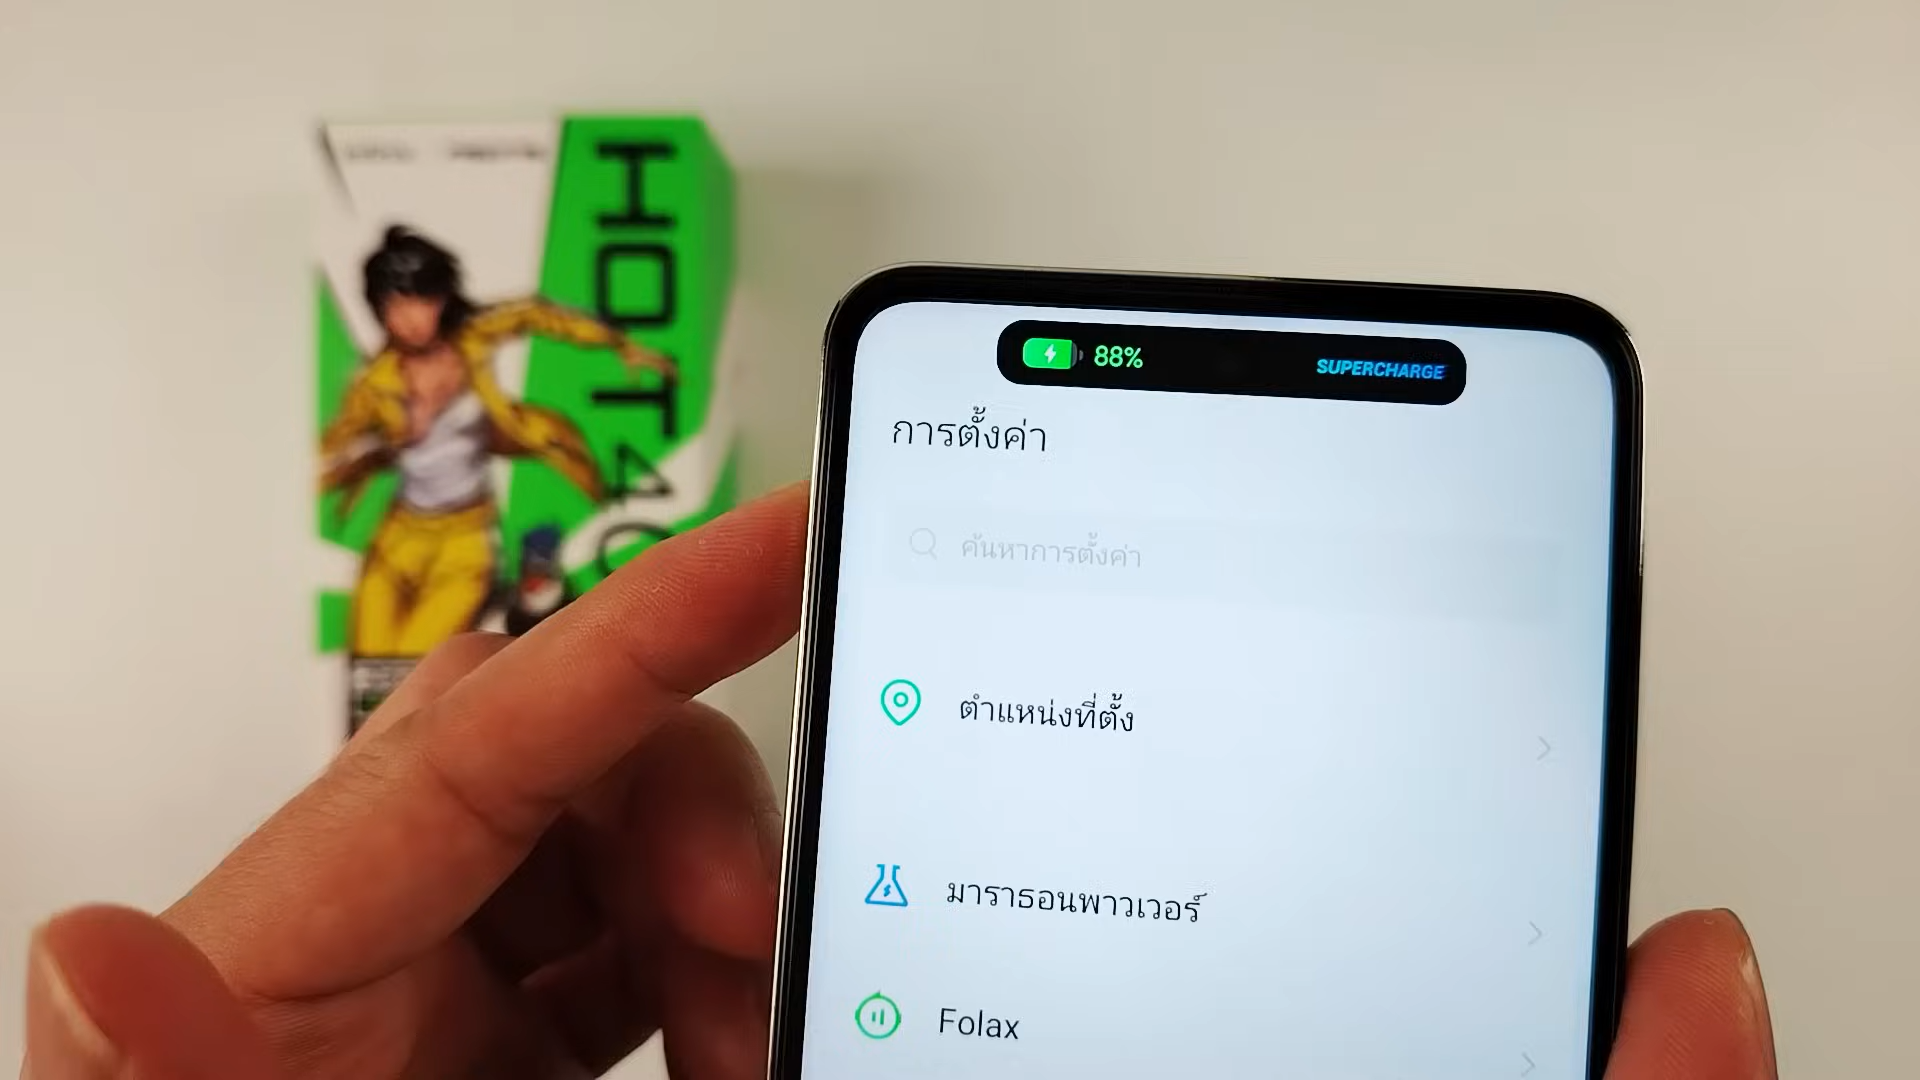 HOT 40
88%
SUPERCHARGE
การตั้งค่า
ค้นหาการตั้งค่า
ตำแหน่งที่ตั้ง
มาราธอนพาวเวอร์
Folax